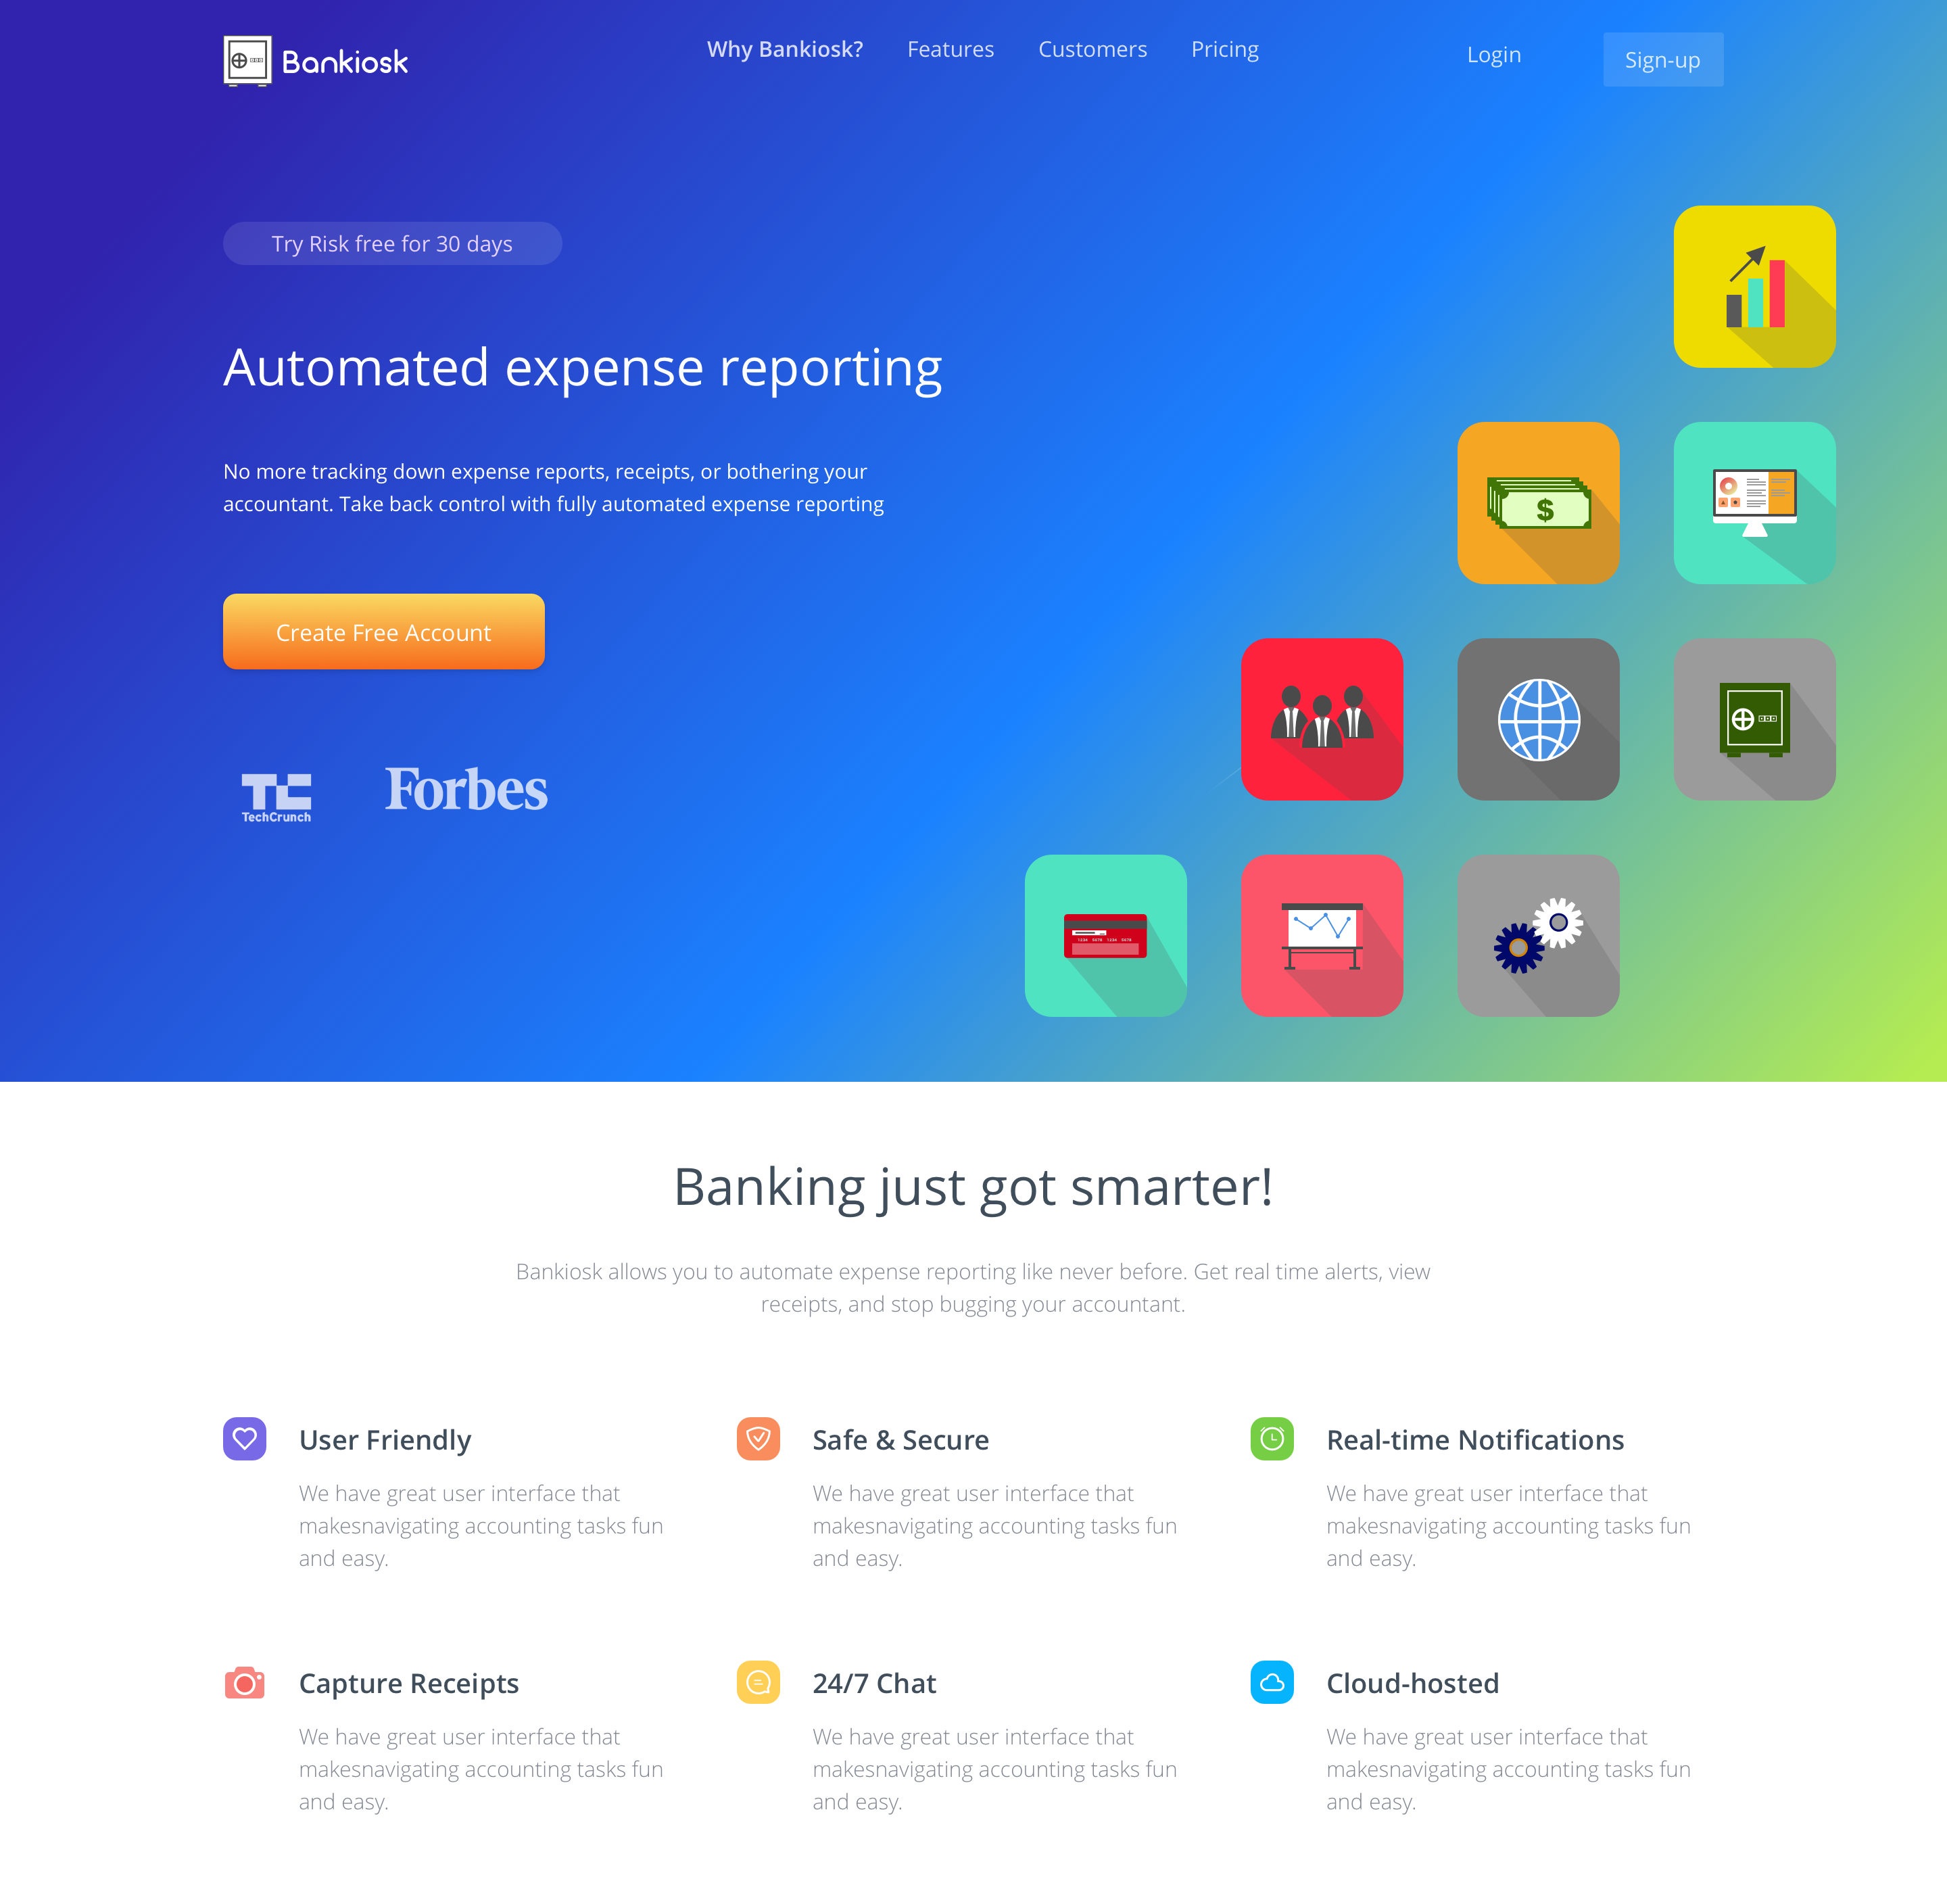 Bankiosk
Why Bankiosk?
Features
Customers
Pricing
Login
Sign-up
Try Risk free for 30 days
Automated expense reporting
No more tracking down expense reports, receipts, or bothering your
accountant. Take back control with fully automated expense reporting
Create Free Account
TC
TechCrunch
Forbes
$
1234 5678 1234 5678
Banking just got smarter!
Bankiosk allows you to automate expense reporting like never before. Get real time alerts, view
receipts, and stop bugging your accountant.
User Friendly
We have great user interface that
makesnavigating accounting tasks fun
and easy.
Safe & Secure
We have great user interface that
makesnavigating accounting tasks fun
and easy.
Real-time Notifications
We have great user interface that
makesnavigating accounting tasks fun
and easy.
Capture Receipts
We have great user interface that
makesnavigating accounting tasks fun
and easy.
24/7 Chat
We have great user interface that
makesnavigating accounting tasks fun
and easy.
Cloud-hosted
We have great user interface that
makesnavigating accounting tasks fun
and easy.